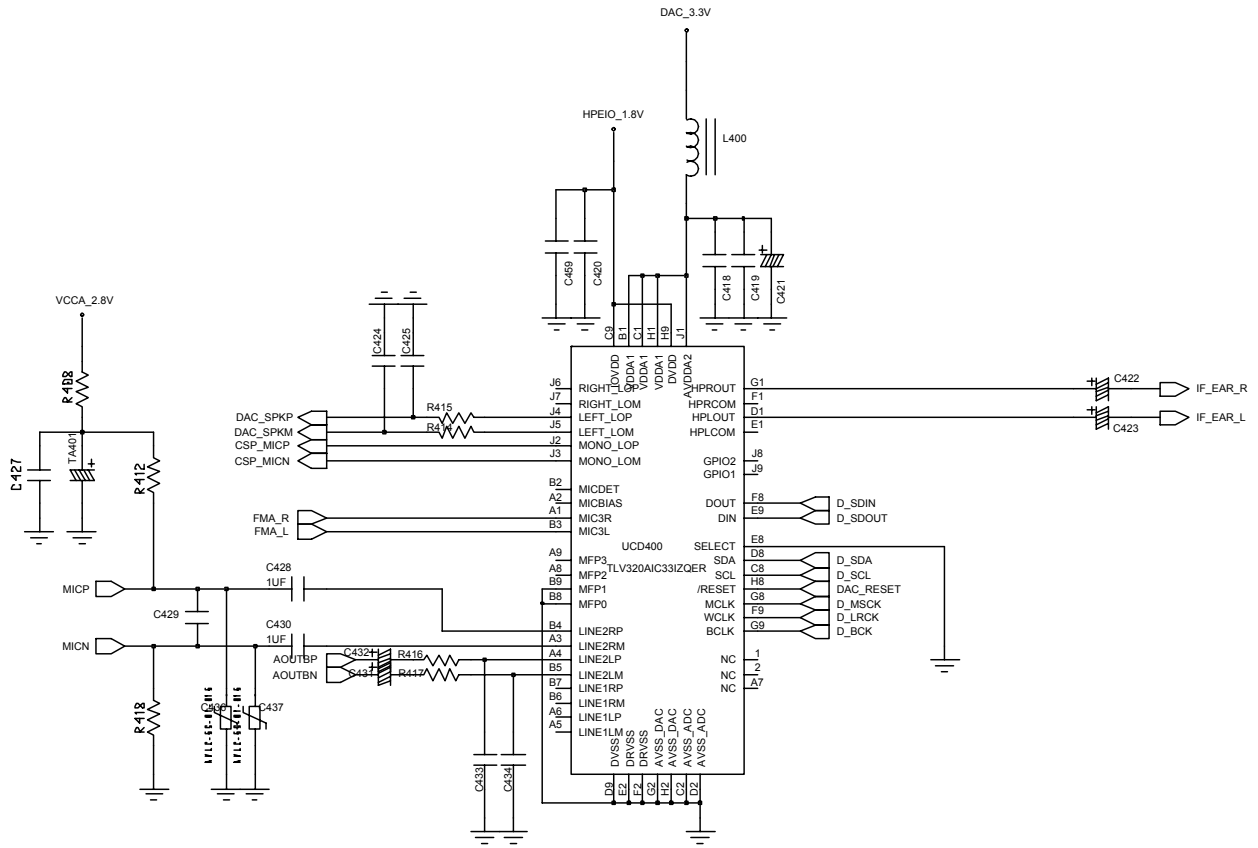 DAC_3.3V
HPEIO_1.8V
L400
C459
C420
C418
C419
C421
+
VCCA_2.8V
C424
C425
C9
B1
C1
H1
H9
J1
IOVDD
VDDA1
VDDA1
DVDD
AVDDA2
J6 RIGHT_LOP
J7 RIGHT_LOM
DAC_SPKP R415 J4 LEFT_LOP
DAC_SPKM R414 J5 LEFT_LOM
CSP_MICP J2 MONO_LOP
CSP_MICN J3 MONO_LOM
HPROUT G1 + C422 IF_EAR_R
HPRCOM F1
HPLOUT D1 + C423 IF_EAR_L
HPLCOM E1
GPIO2 J8
GPIO1 J9
TA401
+
C427
R412
B2 MICDET
A2 MICBIAS
FMA_R A1 MIC3R
FMA_L B3 MIC3L
DOUT F8 D_SDIN
DIN E9 D_SDOUT
UCD400
TLV320AIC33IZQER
SELECT E8
A9 MFP3
A8 MFP2
B9 MFP1
B8 MFP0
SDA D8 D_SDA
SCL C8 D_SCL
/RESET H8 DAC_RESET
MCLK G8 D_MSCK
WCLK F9 D_LRCK
BCLK G9 D_BCK
MICP C428
1UF
C429
MICN C430
1UF
B4 LINE2RP
A3 LINE2RM
AOUTBP C432 + R416 A4 LINE2LP
AOUTBN C431 + R417 B5 LINE2LM
B7 LINE1RP
B6 LINE1RM
A6 LINE1LP
A5 LINE1LM
NC 1
NC 2
NC A7
C436
C437
C433
C434
DVSS
DRVSS
DRVSS
AVSS_DAC
AVSS_DAC
AVSS_ADC
AVSS_ADC
D9
E2
F2
G2
H2
C2
D2